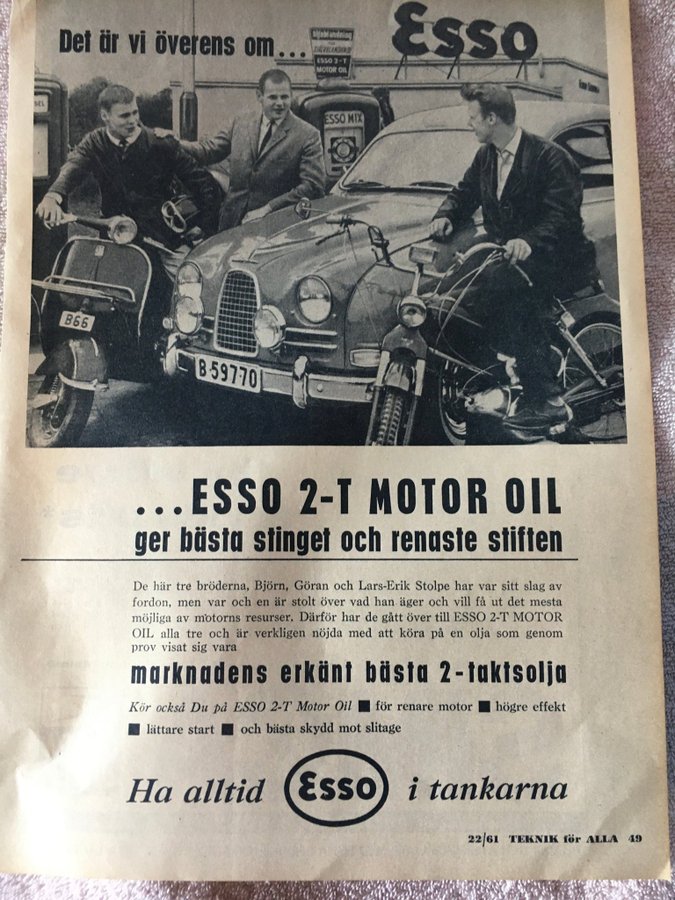 Det är vi överens om...
Esso
ESSO 2-T
MOTOR OIL
ESSO MIX
B66
B-59770
...ESSO 2-T MOTOR OIL
ger bästa stinget och renaste stiften
De här tre bröderna, Björn, Göran och Lars-Erik Stolpe har var sitt slag av
fordon, men var och en är stolt över vad han äger och vill få ut det mesta
möjliga av motorns resurser. Därför har de gått över till ESSO 2-T MOTOR
OIL alla tre och är verkligen nöjda med att köra på en olja som genom
prov visat sig vara
marknadens erkänt bästa 2-taktsolja
Kör också Du på ESSO 2-T Motor Oil ■ för renare motor ■ högre effekt
■ lättare start ■ och bästa skydd mot slitage
Ha alltid Esso i tankarna
22/61 TEKNIK för ALLA 49